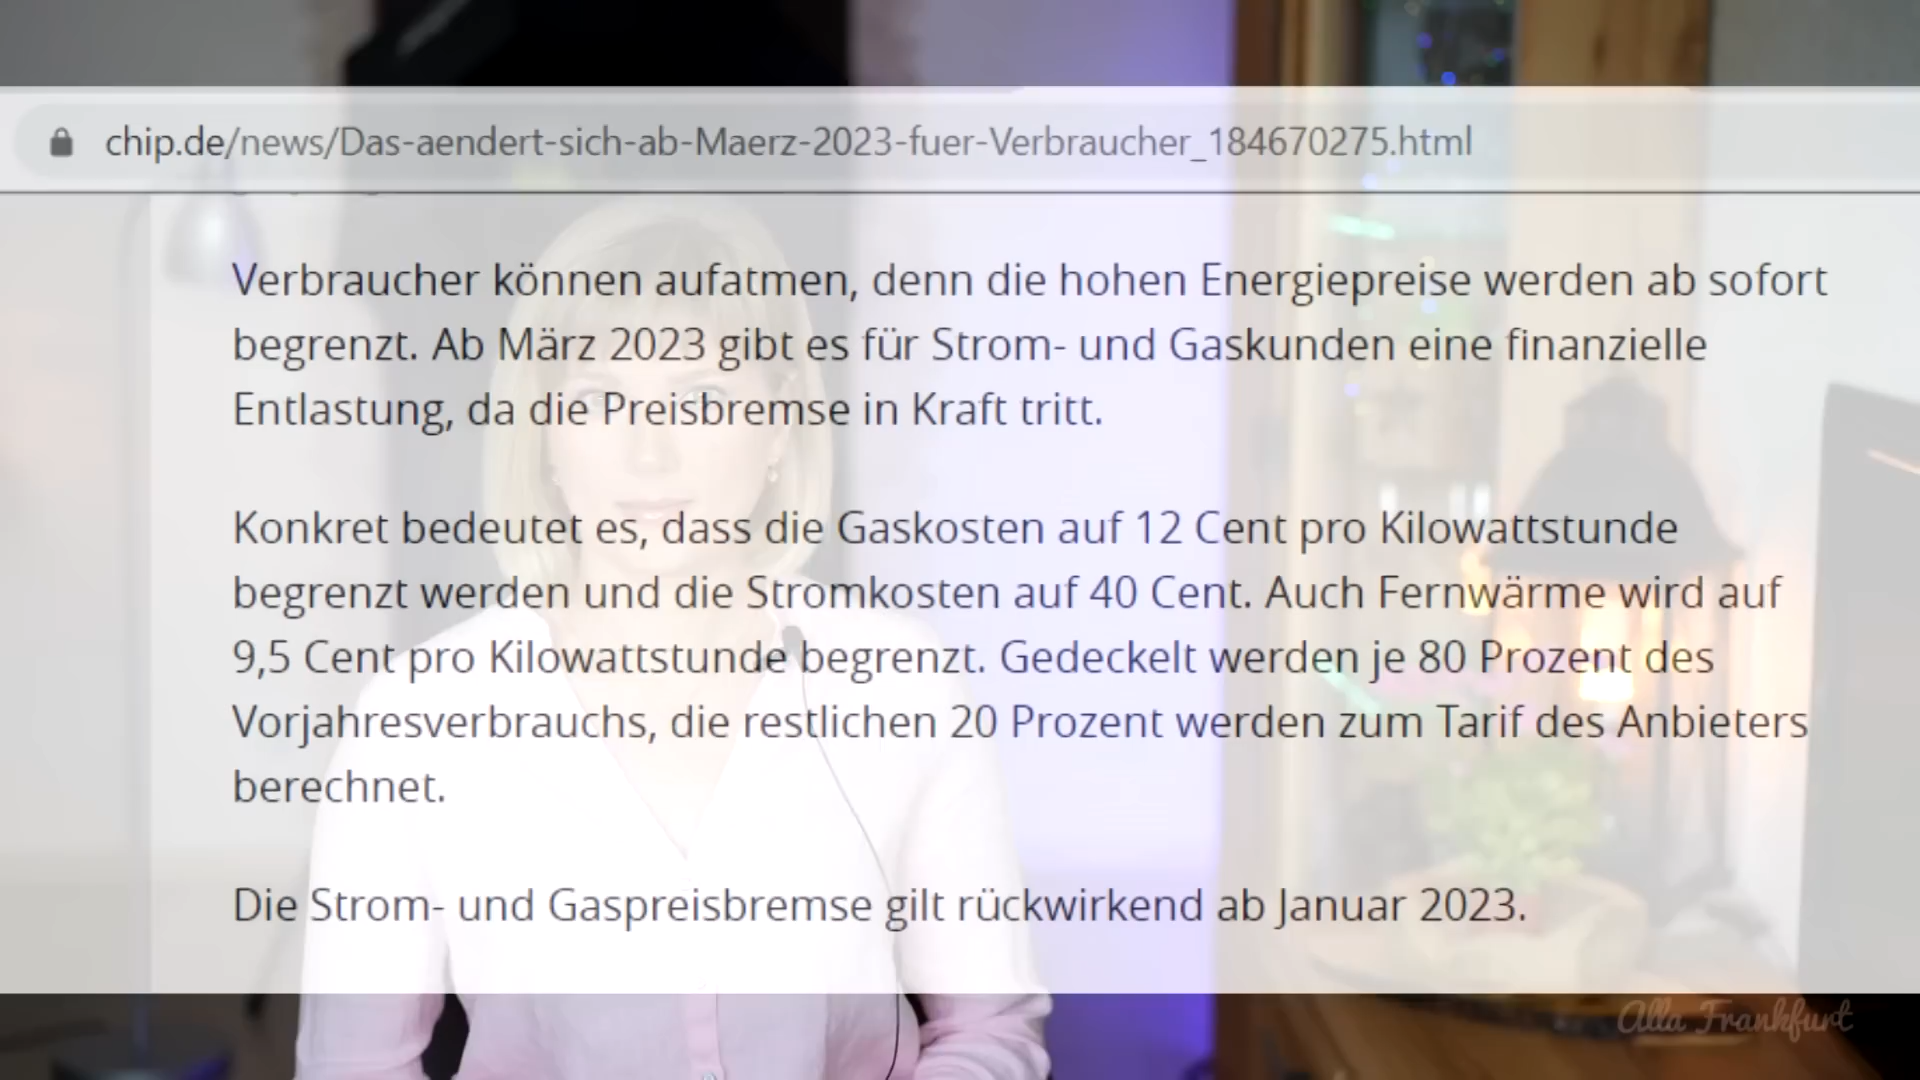 chip.de/news/Das-aendert-sich-ab-Maerz-2023-fuer-Verbraucher_184670275.html
Verbraucher können aufatmen, denn die hohen Energiepreise werden ab sofort
begrenzt. Ab März 2023 gibt es für Strom- und Gaskunden eine finanzielle
Entlastung, da die Preisbremse in Kraft tritt.
Konkret bedeutet es, dass die Gaskosten auf 12 Cent pro Kilowattstunde
begrenzt werden und die Stromkosten auf 40 Cent. Auch Fernwärme wird auf
9,5 Cent pro Kilowattstunde begrenzt. Gedeckelt werden je 80 Prozent des
Vorjahresverbrauchs, die restlichen 20 Prozent werden zum Tarif des Anbieters
berechnet.
Die Strom- und Gaspreisbremse gilt rückwirkend ab Januar 2023.
Alla Frankfurt